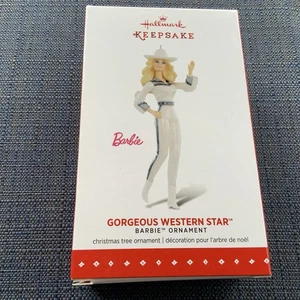 Hallmark
KEEPSAKE
Barbie
GORGEOUS WESTERN STAR™
BARBIE™ ORNAMENT
christmas tree ornament | décoration pour l'arbre de noël